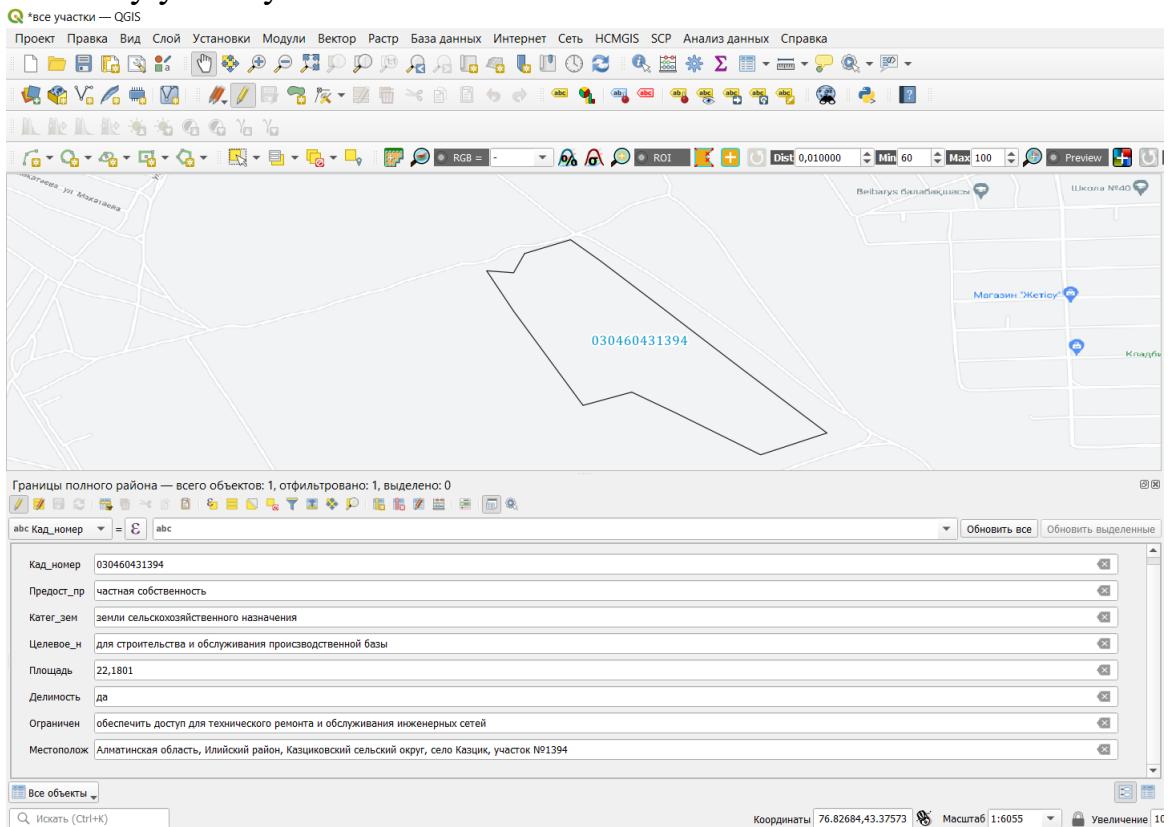 *все участки — QGIS
Проект Правка Вид Слой Установки Модули Вектор Растр База данных Интернет Сеть HCMGIS SCP Анализ данных Справка
RGB = - ROI Dist 0,010000 Min 60 Max 100 Preview
ул. Макатаева
Beibarys балабақшасы
Школа №40
Магазин "Жетісу"
030460431394
Границы полного района — всего объектов: 1, отфильтровано: 1, выделено: 0
abc Кад_номер = ε abc Обновить все Обновить выделенные
Кад_номер 030460431394
Предост_пр частная собственность
Катег_зем земли сельскохозяйственного назначения
Целевое_н для строительства и обслуживания происзводственной базы
Площадь 22,1801
Делимость да
Ограничен обеспечить доступ для технического ремонта и обслуживания инженерных сетей
Местополож Алматинская область, Илийский район, Казциковский сельский округ, село Казцик, участок №1394
Все объекты
Искать (Ctrl+K) Координаты 76.82684,43.37573 Масштаб 1:6055 Увеличение 10